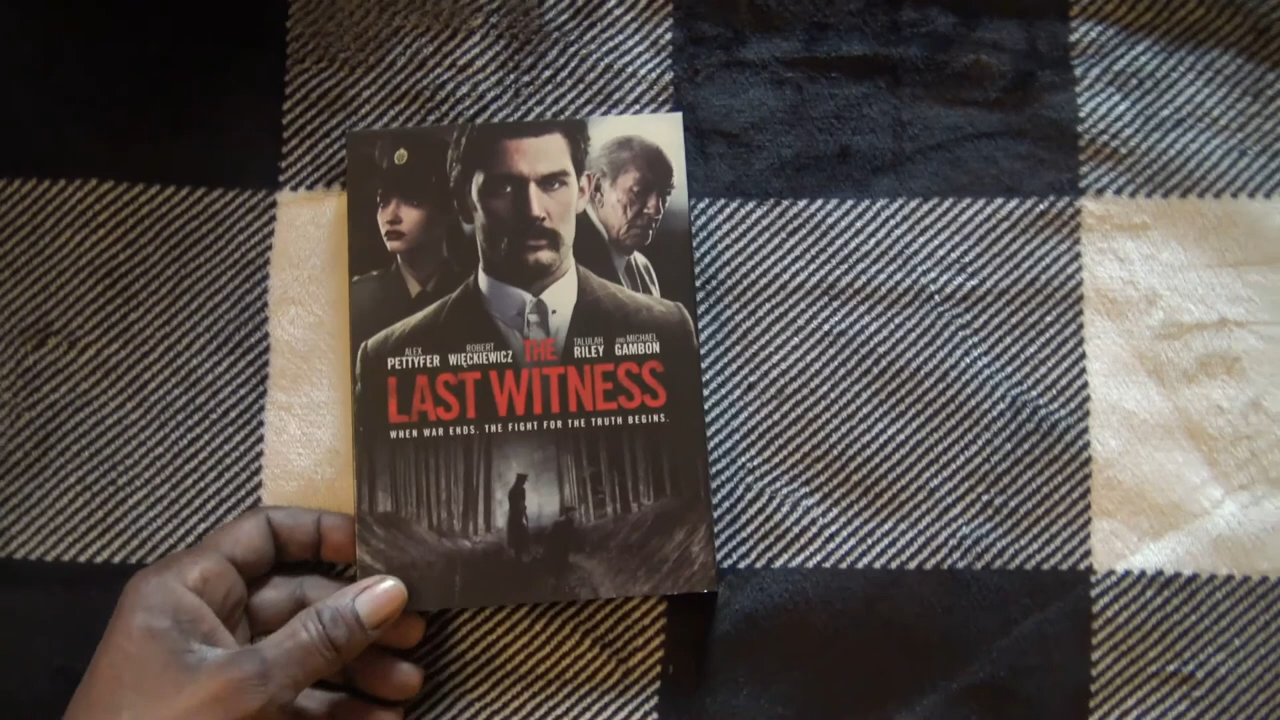 ALEX PETTYFER
ROBERT WIĘCKIEWICZ
TALULAH RILEY
AND MICHAEL GAMBON
THE
LAST WITNESS
WHEN WAR ENDS. THE FIGHT FOR THE TRUTH BEGINS.